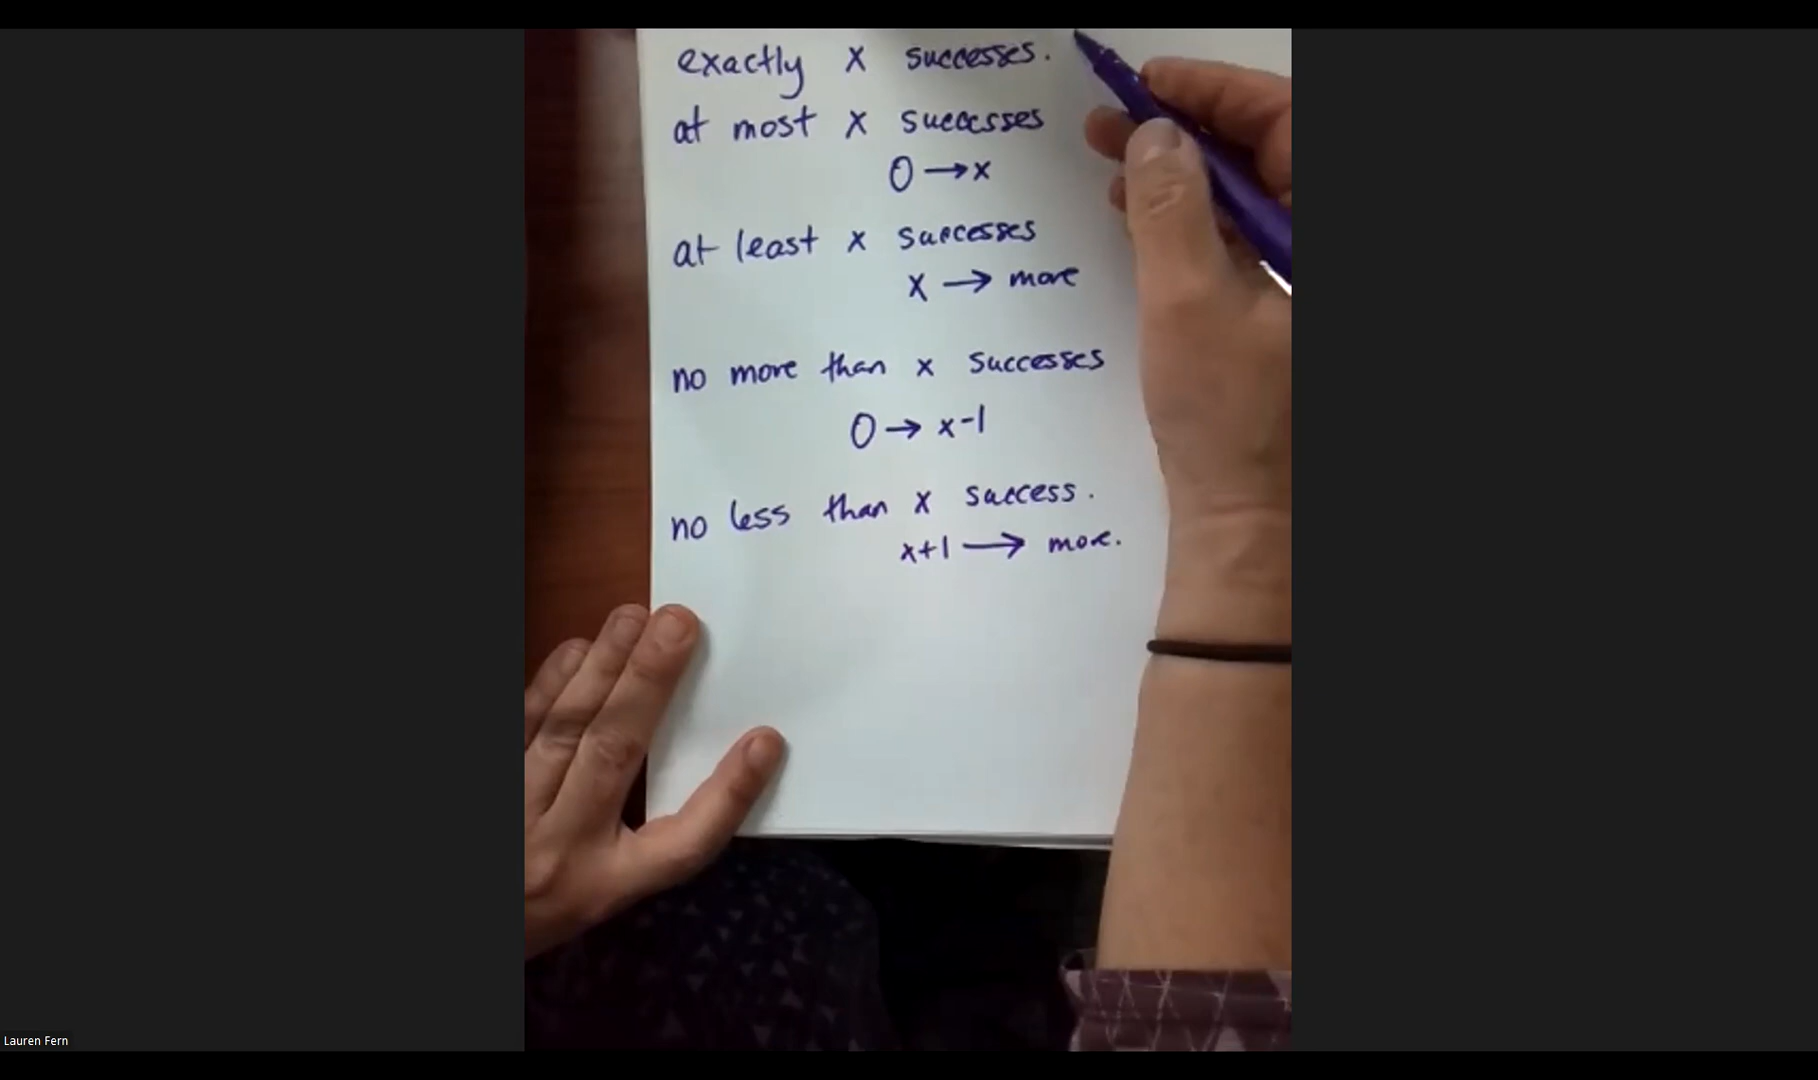 exactly x successes.
at most x successes
0 → x
at least x successes
x → more
no more than x successes
0 → x-1
no less than x success.
x+1 → more.
Lauren Fern